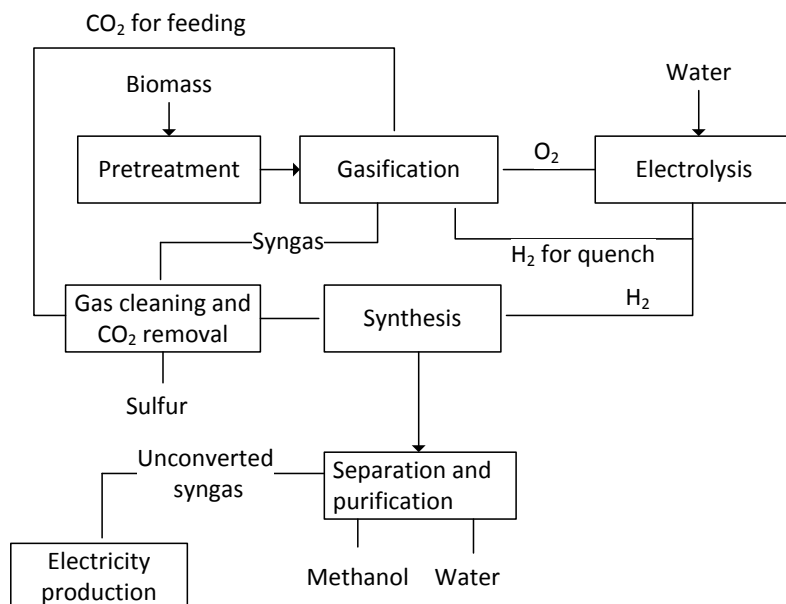 CO₂ for feeding
Biomass
Water
Pretreatment
Gasification
O₂
Electrolysis
Syngas
H₂ for quench
Gas cleaning and
CO₂ removal
Synthesis
H₂
Sulfur
Unconverted
syngas
Separation and
purification
Electricity
production
Methanol
Water